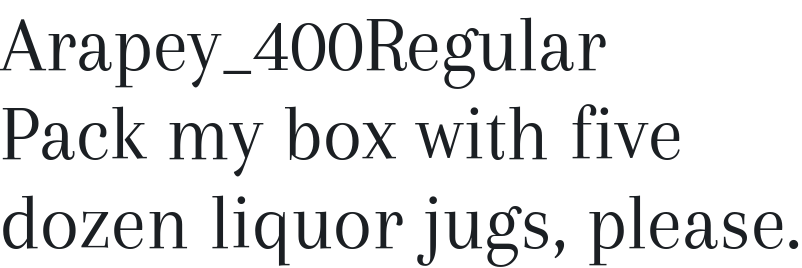 Arapey_400Regular
Pack my box with five
dozen liquor jugs, please.